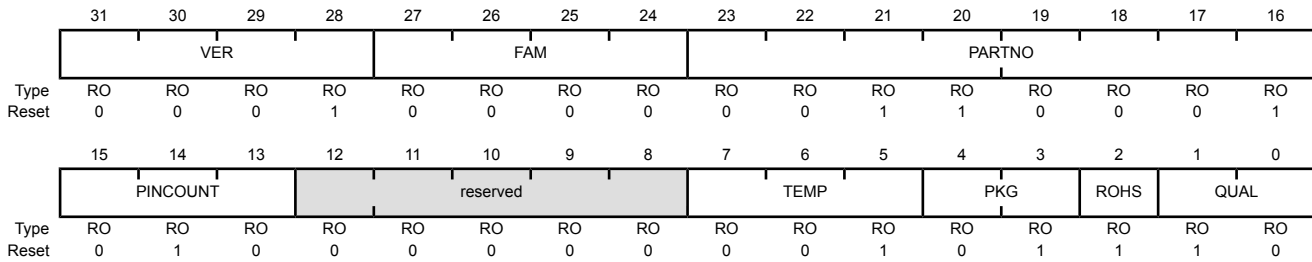 31 30 29 28 27 26 25 24 23 22 21 20 19 18 17 16
VER FAM PARTNO
Type RO RO RO RO RO RO RO RO RO RO RO RO RO RO RO RO
Reset 0 0 0 1 0 0 0 0 0 0 1 1 0 0 0 1
15 14 13 12 11 10 9 8 7 6 5 4 3 2 1 0
PINCOUNT reserved TEMP PKG ROHS QUAL
Type RO RO RO RO RO RO RO RO RO RO RO RO RO RO RO RO
Reset 0 1 0 0 0 0 0 0 0 0 1 0 1 1 1 0